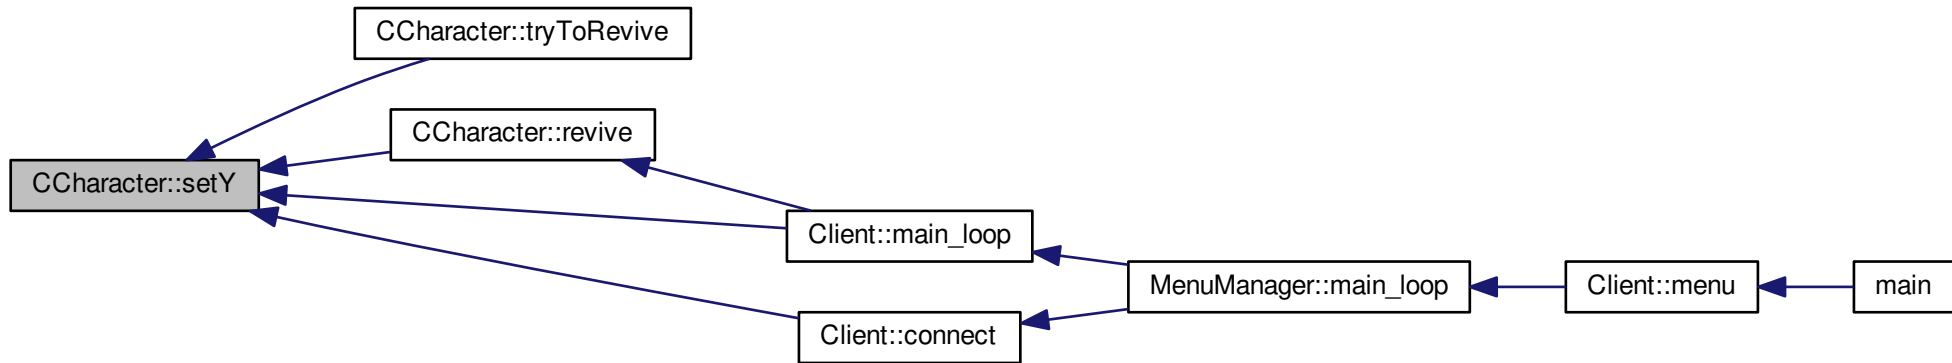 CCharacter::tryToRevive
CCharacter::revive
CCharacter::setY
Client::main_loop
MenuManager::main_loop
Client::menu
main
Client::connect